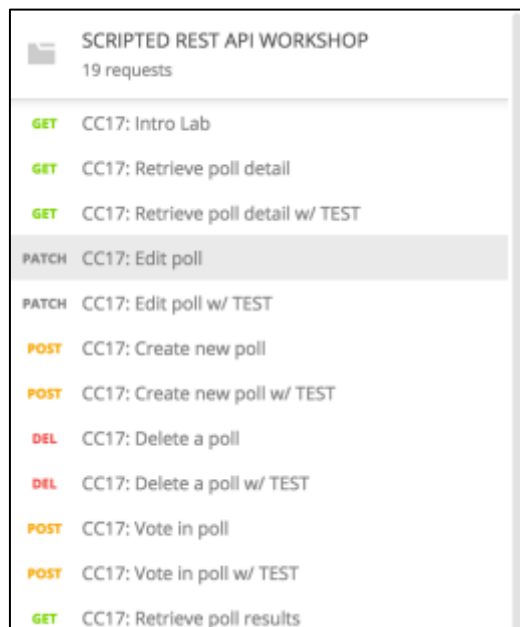 SCRIPTED REST API WORKSHOP
19 requests
GET CC17: Intro Lab
GET CC17: Retrieve poll detail
GET CC17: Retrieve poll detail w/ TEST
PATCH CC17: Edit poll
PATCH CC17: Edit poll w/ TEST
POST CC17: Create new poll
POST CC17: Create new poll w/ TEST
DEL CC17: Delete a poll
DEL CC17: Delete a poll w/ TEST
POST CC17: Vote in poll
POST CC17: Vote in poll w/ TEST
GET CC17: Retrieve poll results